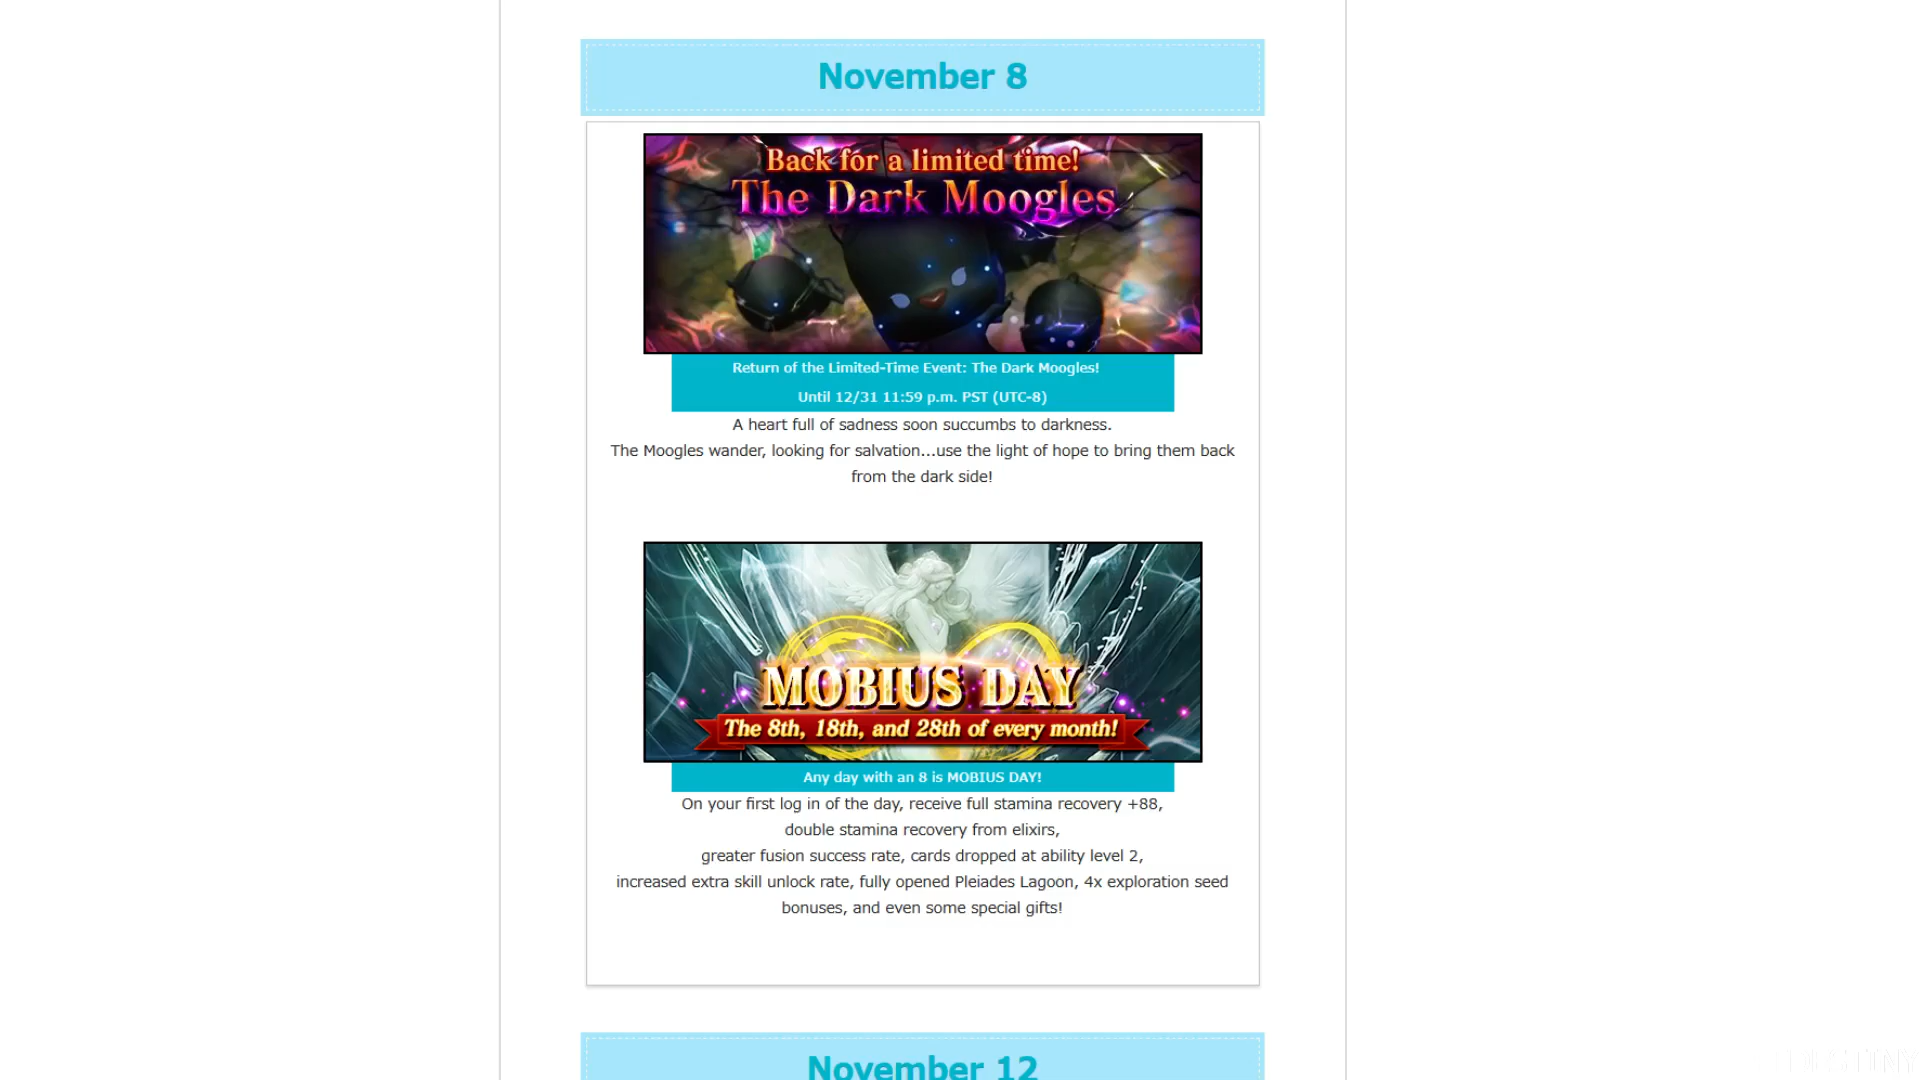 November 8
Back for a limited time!
The Dark Moogles
Return of the Limited-Time Event: The Dark Moogles!
Until 12/31 11:59 p.m. PST (UTC-8)
A heart full of sadness soon succumbs to darkness.
The Moogles wander, looking for salvation...use the light of hope to bring them back
from the dark side!
MOBIUS DAY
The 8th, 18th, and 28th of every month!
Any day with an 8 is MOBIUS DAY!
On your first log in of the day, receive full stamina recovery +88,
double stamina recovery from elixirs,
greater fusion success rate, cards dropped at ability level 2,
increased extra skill unlock rate, fully opened Pleiades Lagoon, 4x exploration seed
bonuses, and even some special gifts!
November 12